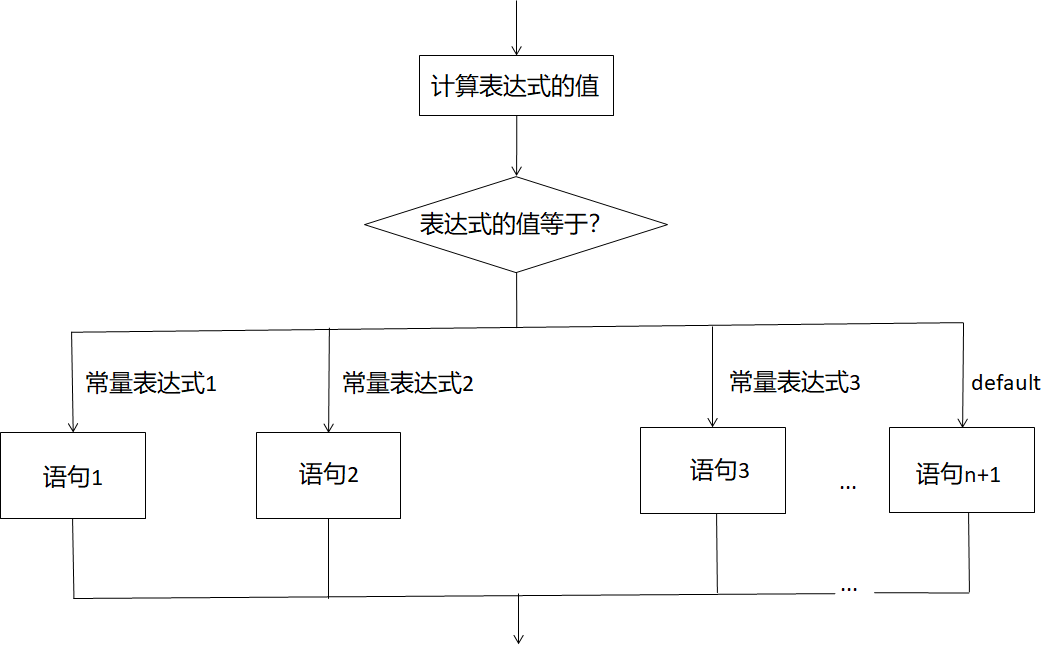 计算表达式的值
表达式的值等于?
常量表达式1
常量表达式2
常量表达式3
default
语句1
语句2
语句3
...
语句n+1
...